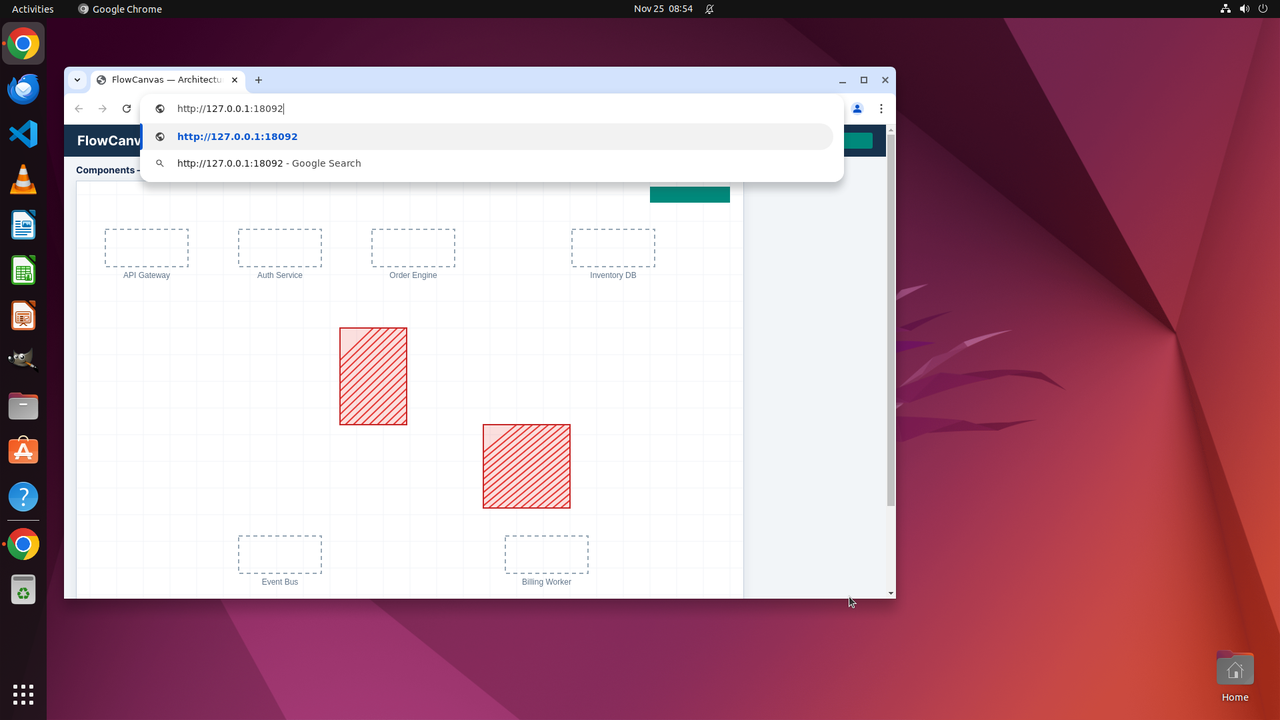 Activities
Google Chrome
Nov 25 08:54
FlowCanvas — Architectu
http://127.0.0.1:18092
http://127.0.0.1:18092
http://127.0.0.1:18092 - Google Search
FlowCanv
Components -
API Gateway
Auth Service
Order Engine
Inventory DB
Event Bus
Billing Worker
Home